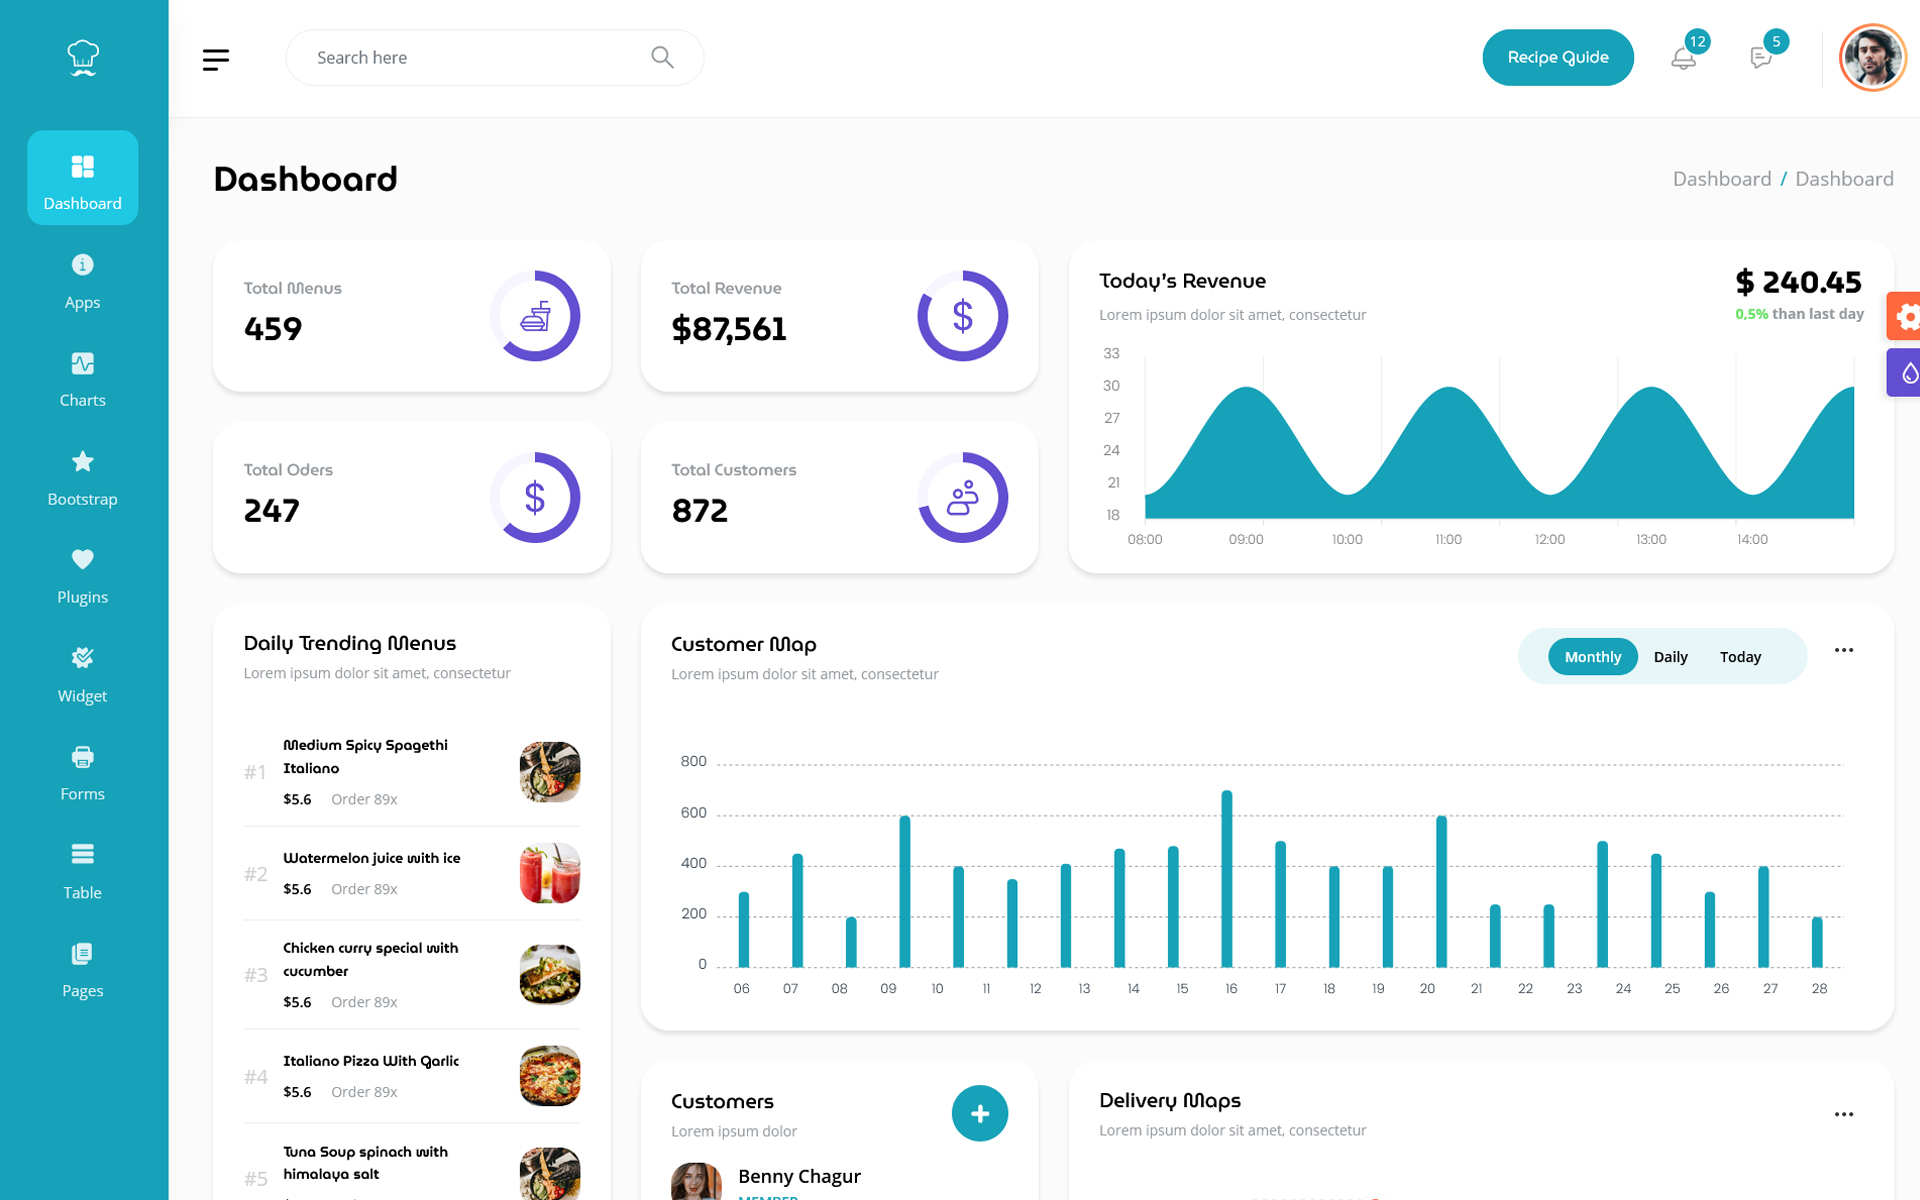 Search here
Recipe Guide
12
5
Dashboard
Apps
Charts
Bootstrap
Plugins
Widget
Forms
Table
Pages
Dashboard
Dashboard / Dashboard
Total Menus
459
Total Revenue
$87,561
Total Oders
247
Total Customers
872
Today's Revenue
Lorem ipsum dolor sit amet, consectetur
$ 240.45
0,5% than last day
33
30
27
24
21
18
08:00 09:00 10:00 11:00 12:00 13:00 14:00
Daily Trending Menus
Lorem ipsum dolor sit amet, consectetur
#1
Medium Spicy Spagethi
Italiano
$5.6 Order 89x
#2
Watermelon juice with ice
$5.6 Order 89x
#3
Chicken curry special with
cucumber
$5.6 Order 89x
#4
Italiano Pizza With Garlic
$5.6 Order 89x
#5
Tuna Soup spinach with
himalaya salt
Customer Map
Lorem ipsum dolor sit amet, consectetur
Monthly Daily Today
800
600
400
200
0
06 07 08 09 10 11 12 13 14 15 16 17 18 19 20 21 22 23 24 25 26 27 28
Customers
Lorem ipsum dolor
Benny Chagur
MEMBER
Delivery Maps
Lorem ipsum dolor sit amet, consectetur